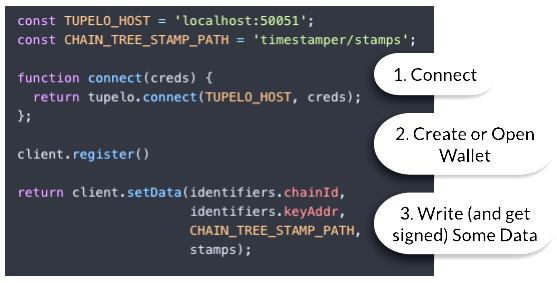 const TUPELO_HOST = 'localhost:50051';
const CHAIN_TREE_STAMP_PATH = 'timestamper/stamps';
function connect(creds) {
return tupelo.connect(TUPELO_HOST, creds);
};
client.register()
return client.setData(identifiers.chainId,
identifiers.keyAddr,
CHAIN_TREE_STAMP_PATH,
stamps);
1. Connect
2. Create or Open
Wallet
3. Write (and get
signed) Some Data